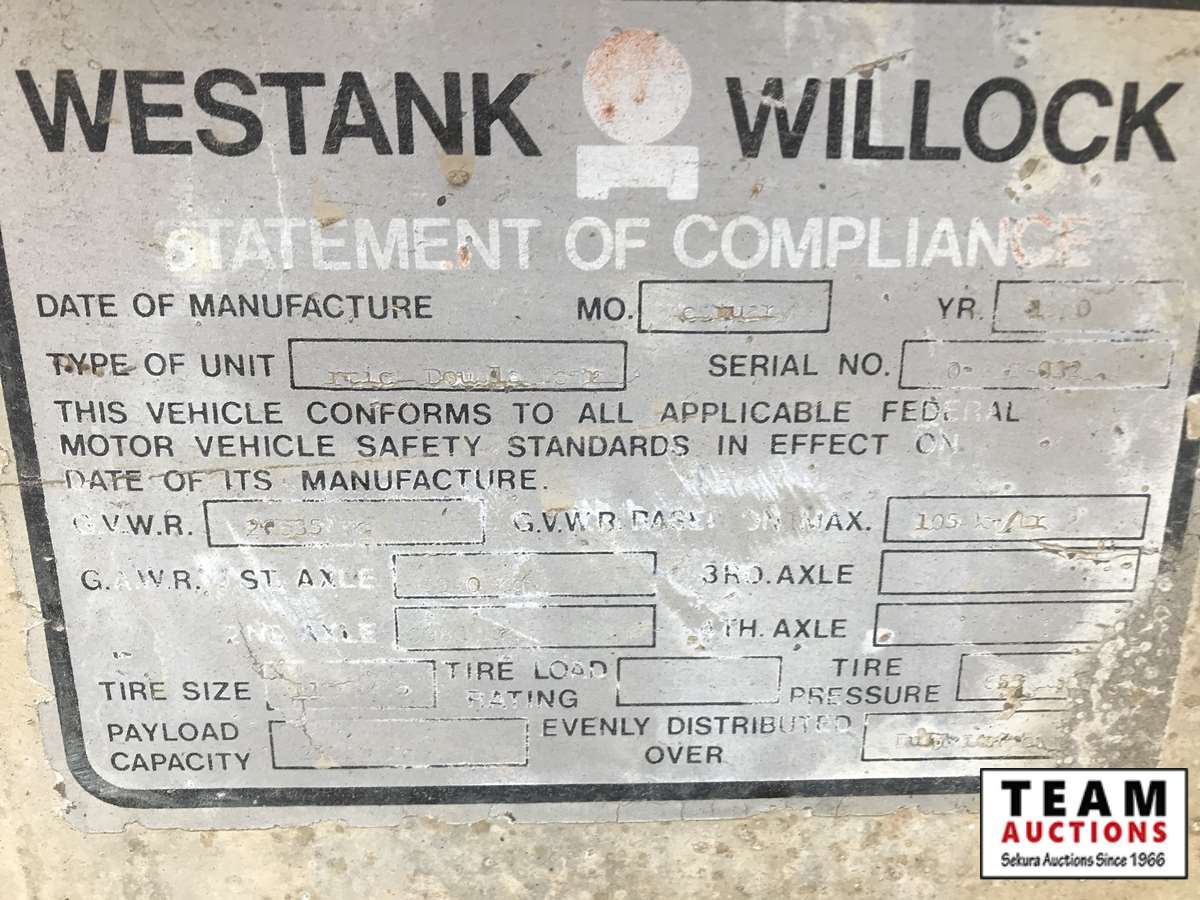 WESTANK WILLOCK
STATEMENT OF COMPLIANCE
DATE OF MANUFACTURE MO. YR.
TYPE OF UNIT SERIAL NO.
THIS VEHICLE CONFORMS TO ALL APPLICABLE FEDERAL
MOTOR VEHICLE SAFETY STANDARDS IN EFFECT ON
DATE OF ITS MANUFACTURE.
G.V.W.R. G.V.W.R. BASED ON MAX.
G.A.W.R. 1ST. AXLE 3RD. AXLE
2ND. AXLE 4TH. AXLE
TIRE SIZE TIRE LOAD RATING TIRE PRESSURE
PAYLOAD CAPACITY EVENLY DISTRIBUTED OVER
TEAM
AUCTIONS
Sekura Auctions Since 1966